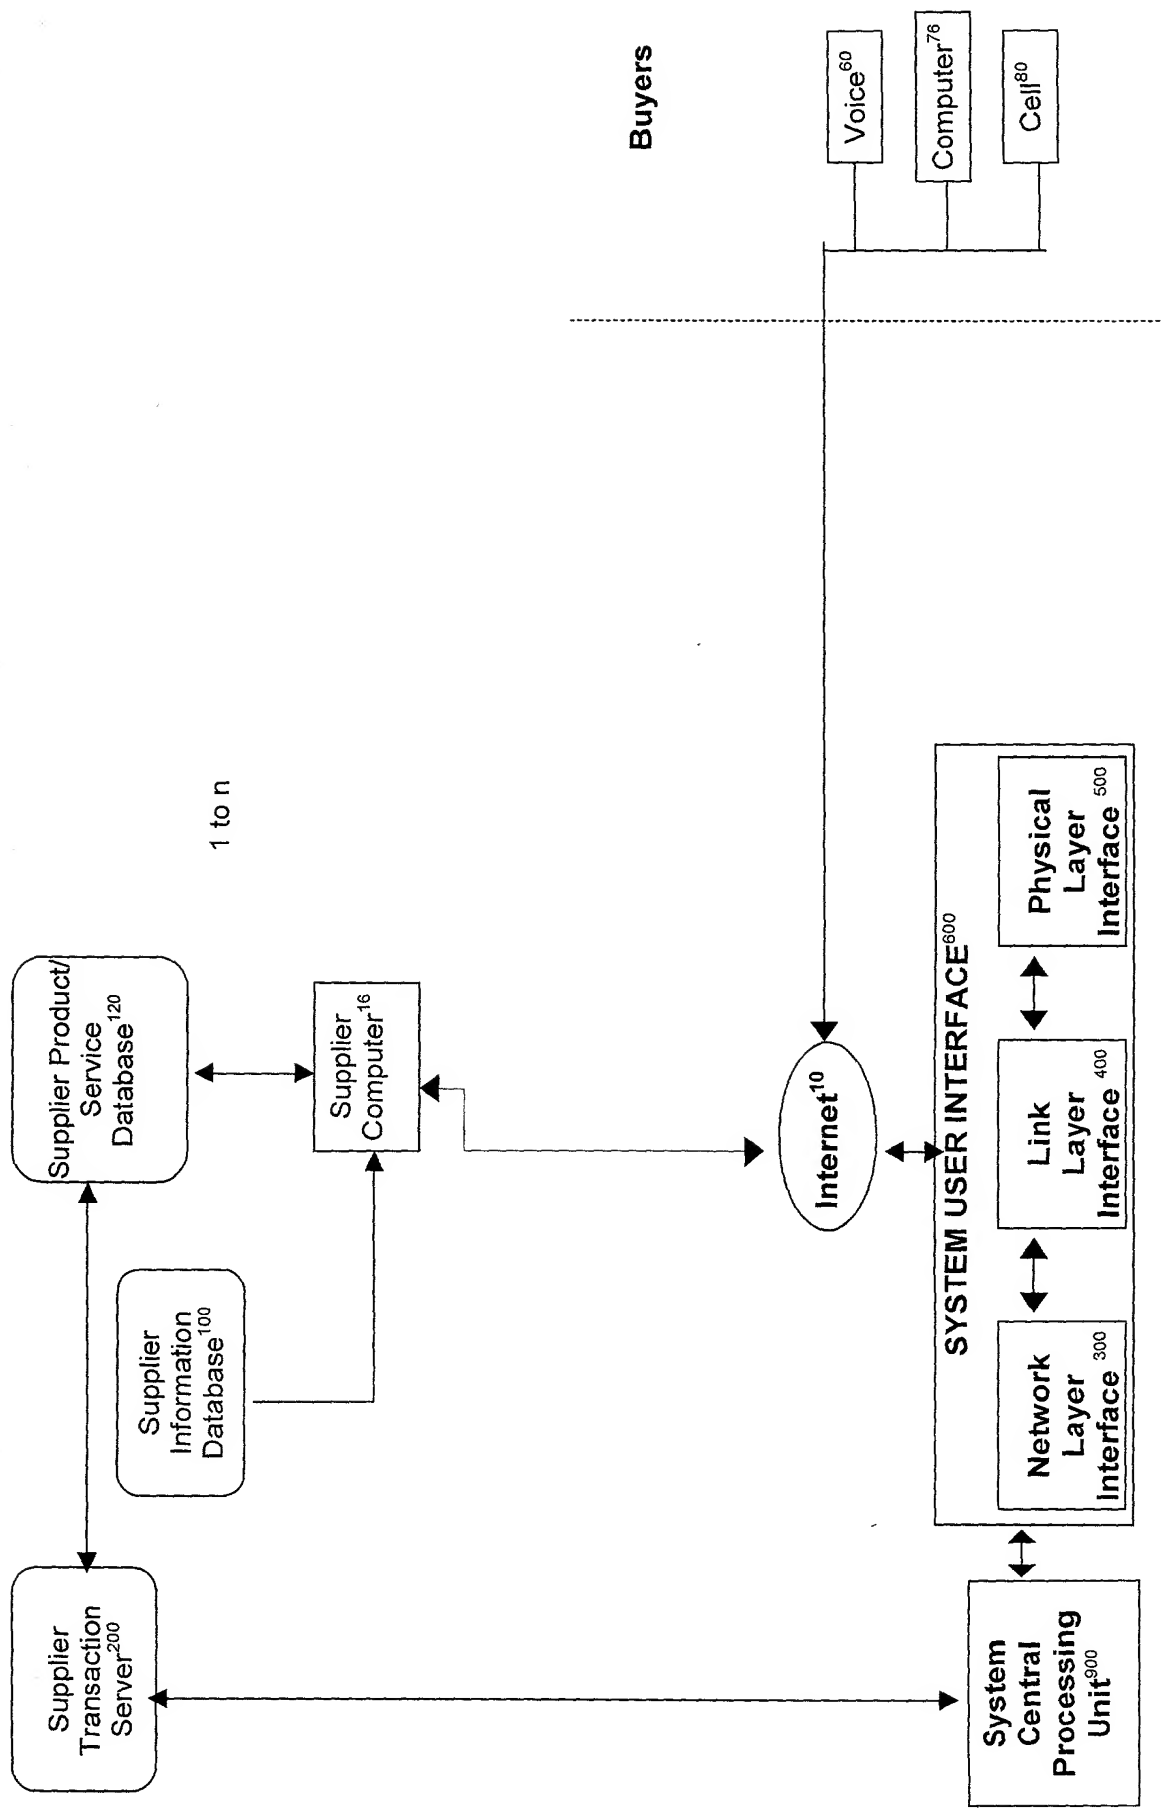 Supplier
Transaction
Server200
Supplier
Information
Database100
Supplier Product/
Service
Database120
Supplier
Computer16
1 to n
Buyers
Voice60
Computer76
Cell80
Internet10
SYSTEM USER INTERFACE600
System
Central
Processing
Unit900
Network
Layer
Interface 300
Link
Layer
Interface 400
Physical
Layer
Interface 500